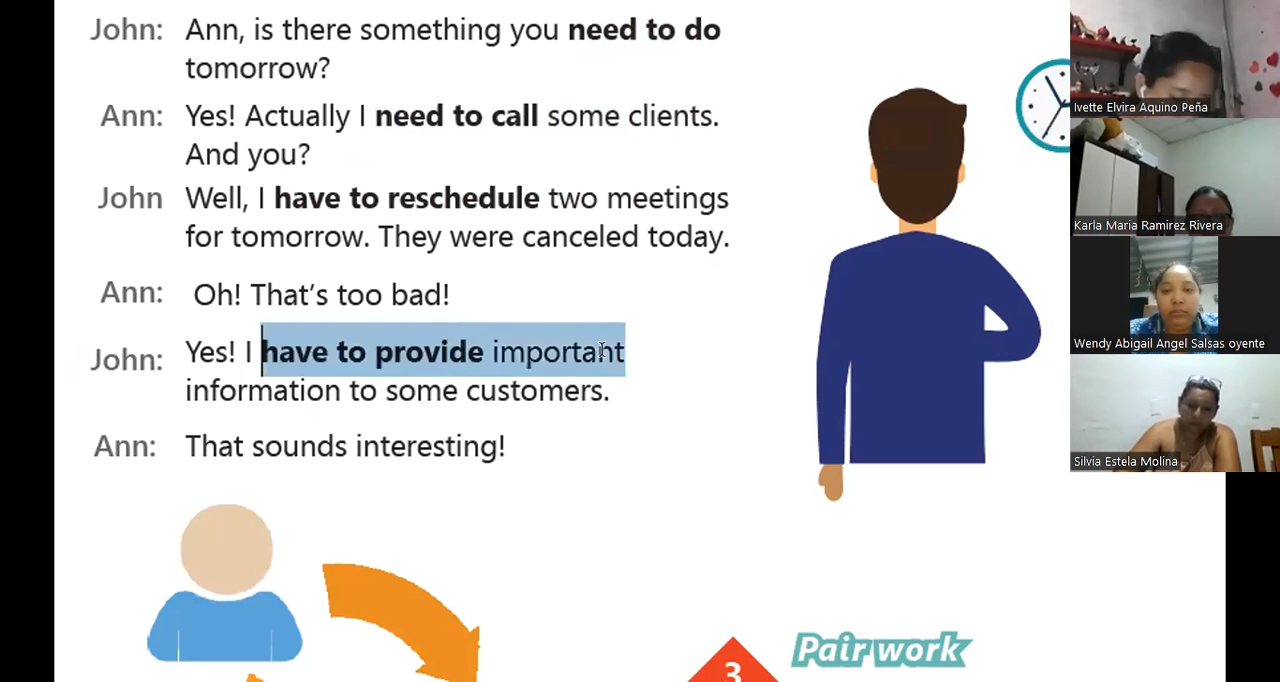 John: Ann, is there something you need to do
tomorrow?
Ann: Yes! Actually I need to call some clients.
And you?
John Well, I have to reschedule two meetings
for tomorrow. They were canceled today.
Ann: Oh! That's too bad!
John: Yes! I have to provide important
information to some customers.
Ann: That sounds interesting!
3
Pair work
Ivette Elvira Aquino Peña
Karla Maria Ramirez Rivera
Wendy Abigail Angel Salsas oyente
Silvia Estela Molina